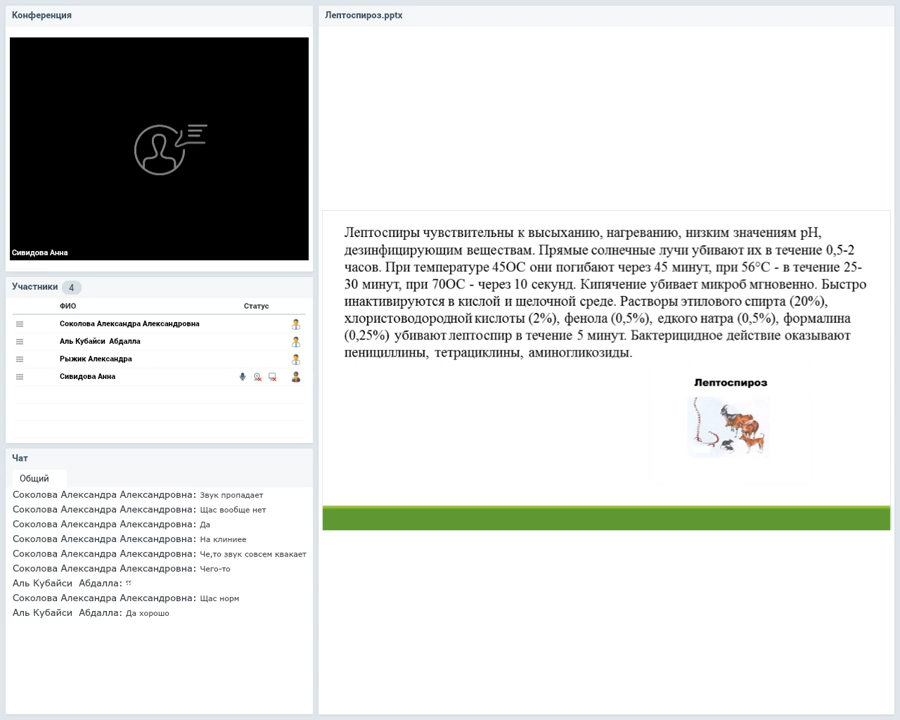 Конференция
Сивидова Анна
Участники 4
ФИО Статус
Соколова Александра Александровна
Аль Кубайси Абдалла
Рыжик Александра
Сивидова Анна
Чат
Общий
Соколова Александра Александровна: Звук пропадает
Соколова Александра Александровна: Щас вообще нет
Соколова Александра Александровна: Да
Соколова Александра Александровна: На клиниее
Соколова Александра Александровна: Че,то звук совсем квакает
Соколова Александра Александровна: Чего-то
Аль Кубайси Абдалла:
Соколова Александра Александровна: Щас норм
Аль Кубайси Абдалла: Да хорошо
Лептоспироз.pptx
Лептоспиры чувствительны к высыханию, нагреванию, низким значениям рН,
дезинфицирующим веществам. Прямые солнечные лучи убивают их в течение 0,5-2
часов. При температуре 45ОС они погибают через 45 минут, при 56°С - в течение 25-
30 минут, при 70ОС - через 10 секунд. Кипячение убивает микроб мгновенно. Быстро
инактивируются в кислой и щелочной среде. Растворы этилового спирта (20%),
хлористоводородной кислоты (2%), фенола (0,5%), едкого натра (0,5%), формалина
(0,25%) убивают лептоспир в течение 5 минут. Бактерицидное действие оказывают
пенициллины, тетрациклины, аминогликозиды.
Лептоспироз